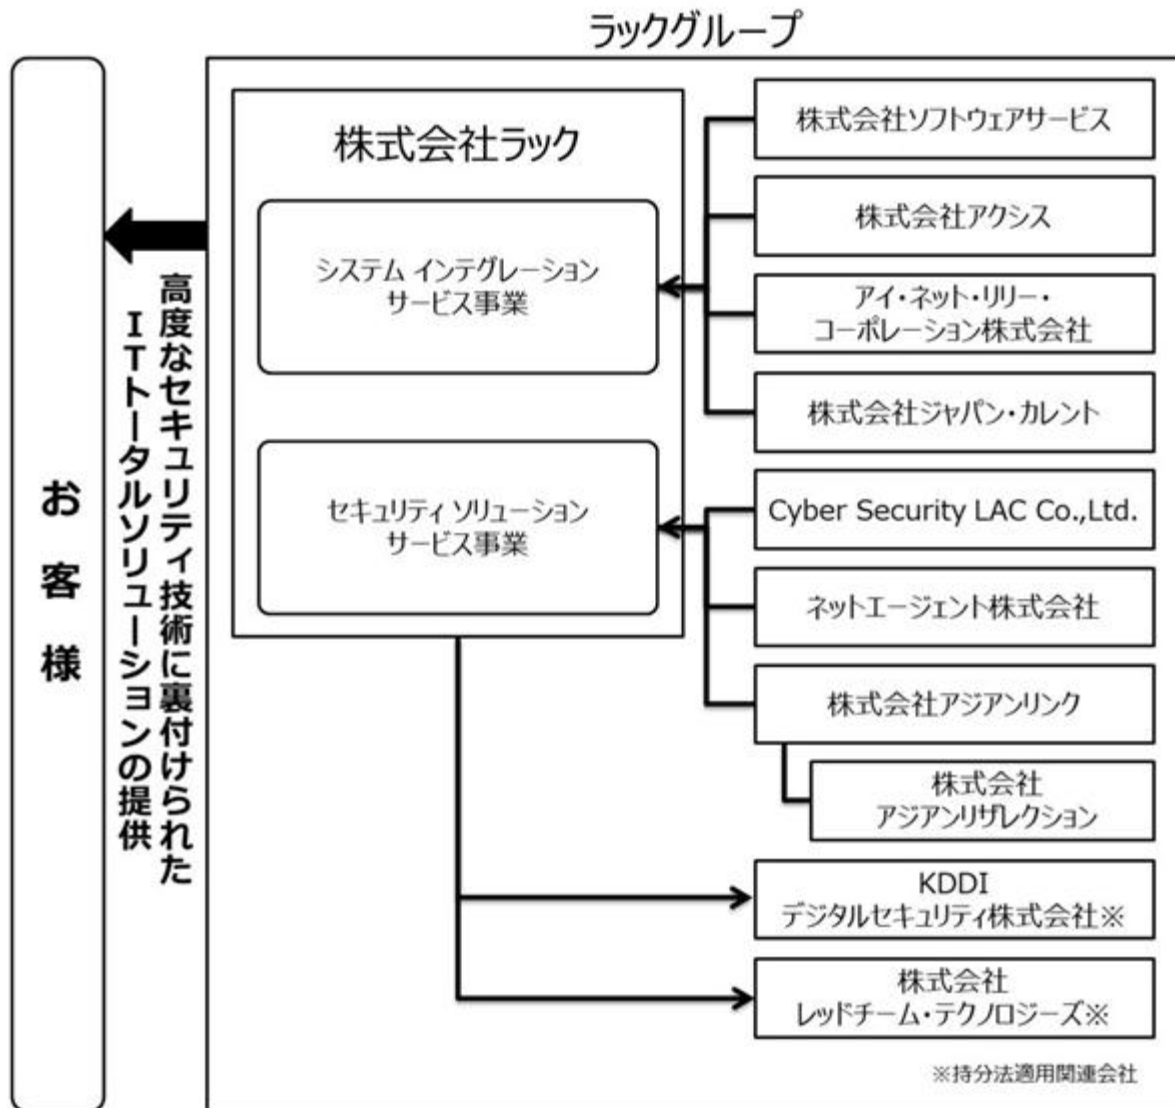 ラックグループ
お客様
高度なセキュリティ技術に裏付けられた
ITトータルソリューションの提供
株式会社ラック
システム インテグレーション
サービス事業
セキュリティ ソリューション
サービス事業
株式会社ソフトウェアサービス
株式会社アクシス
アイ・ネット・リリー・
コーポレーション株式会社
株式会社ジャパン・カレント
Cyber Security LAC Co.,Ltd.
ネットエージェント株式会社
株式会社アジアンリンク
株式会社
アジアンリザレクション
KDDI
デジタルセキュリティ株式会社※
株式会社
レッドチーム・テクノロジーズ※
※持分法適用関連会社